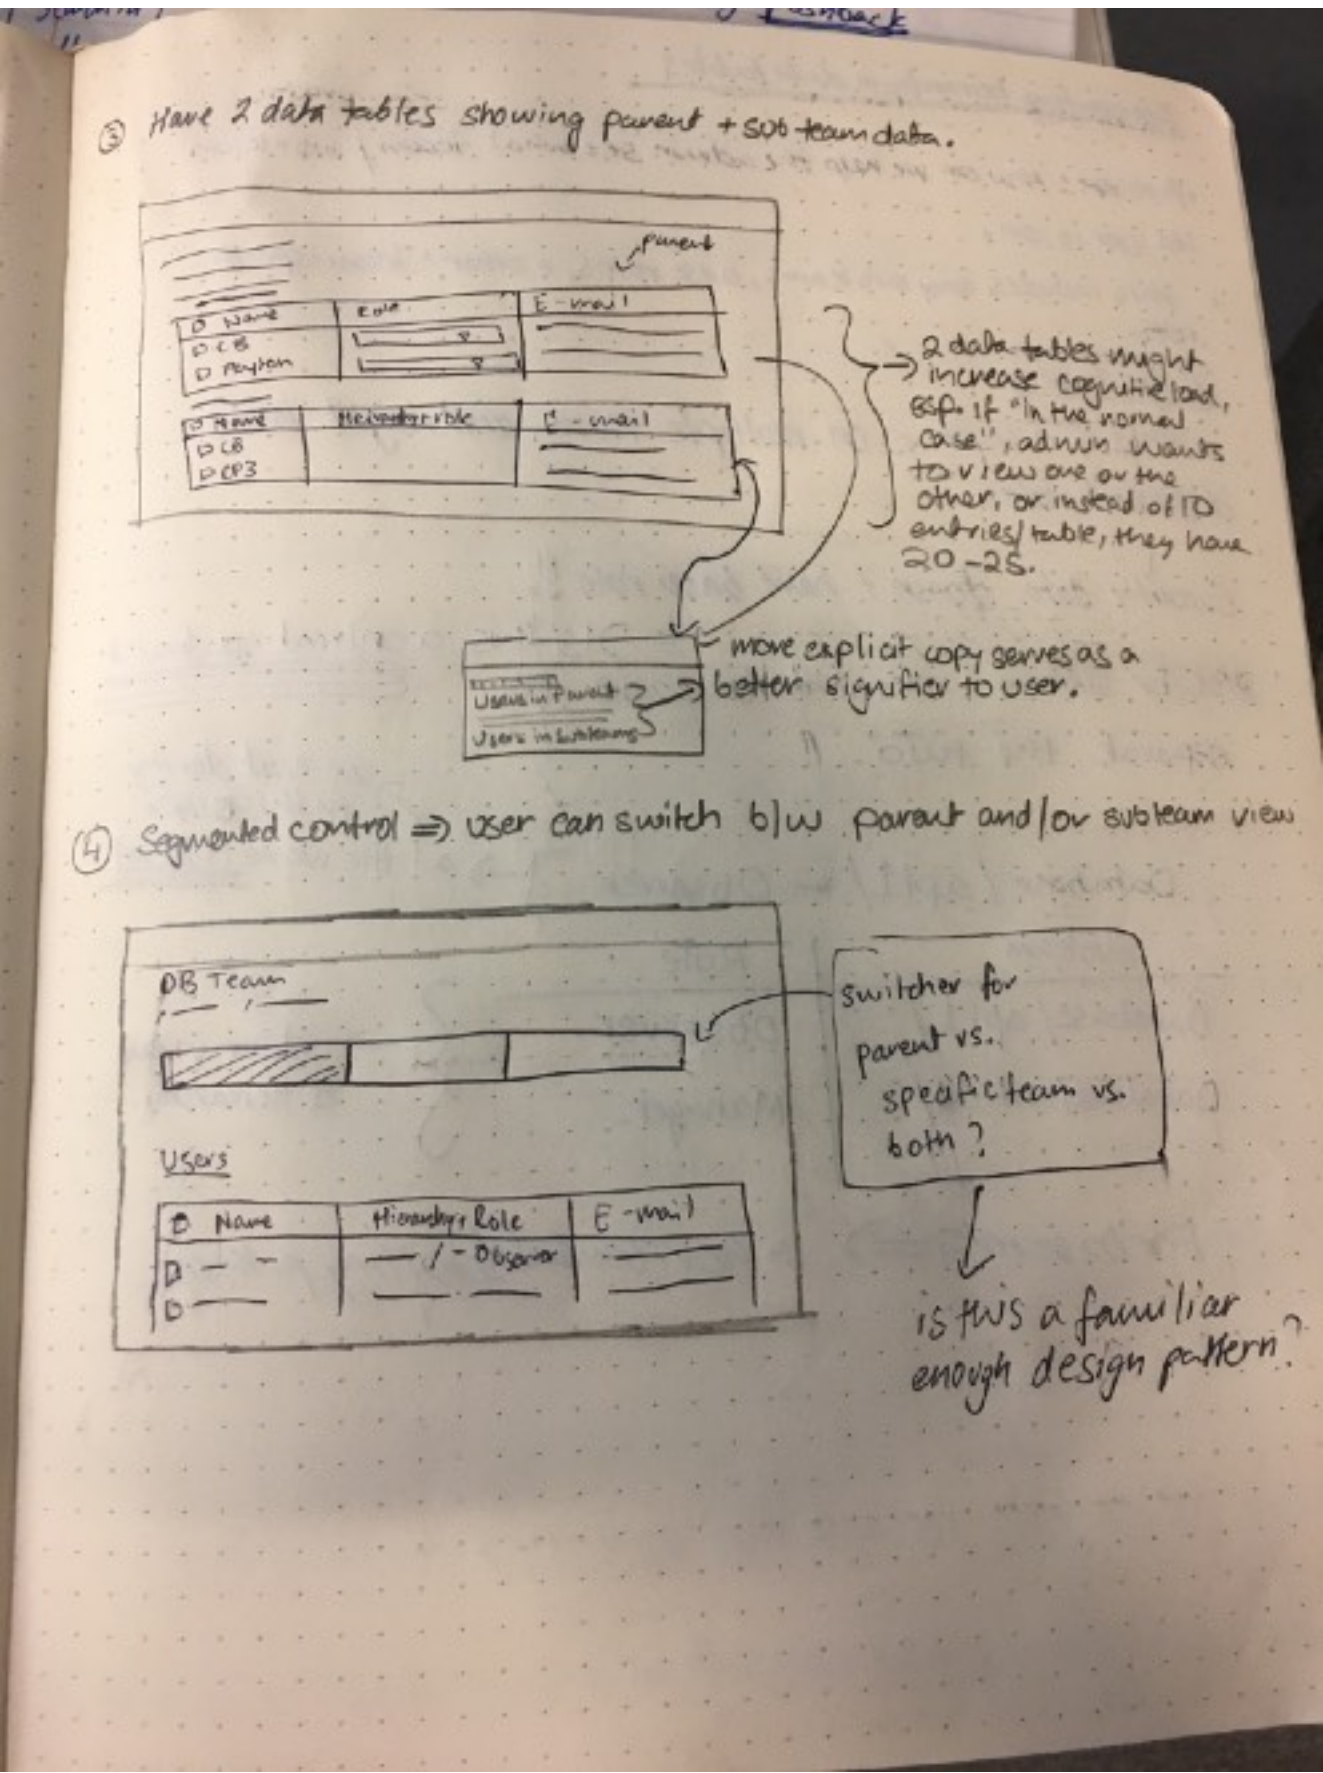 pushback
③ Have 2 data tables showing parent + sub team data.
parent
Name Role E-mail
CB
Payton
Name Hierarchy + role E-mail
CB
CP3
→ 2 data tables might
increase cognitive load,
esp. if "in the normal
case", admin wants
to view one or the
other, or instead of 10
entries/table, they have
20-25.
Users in Parent
Users in Subteams
more explicit copy serves as a
better signifier to user.
④ Segmented control ⇒ user can switch b/w parent and/or subteam view
DB Team
switcher for
parent vs.
specific team vs.
both?
Users
Name Hierarchy + Role E-mail
/ - Observer
is this a familiar
enough design pattern?